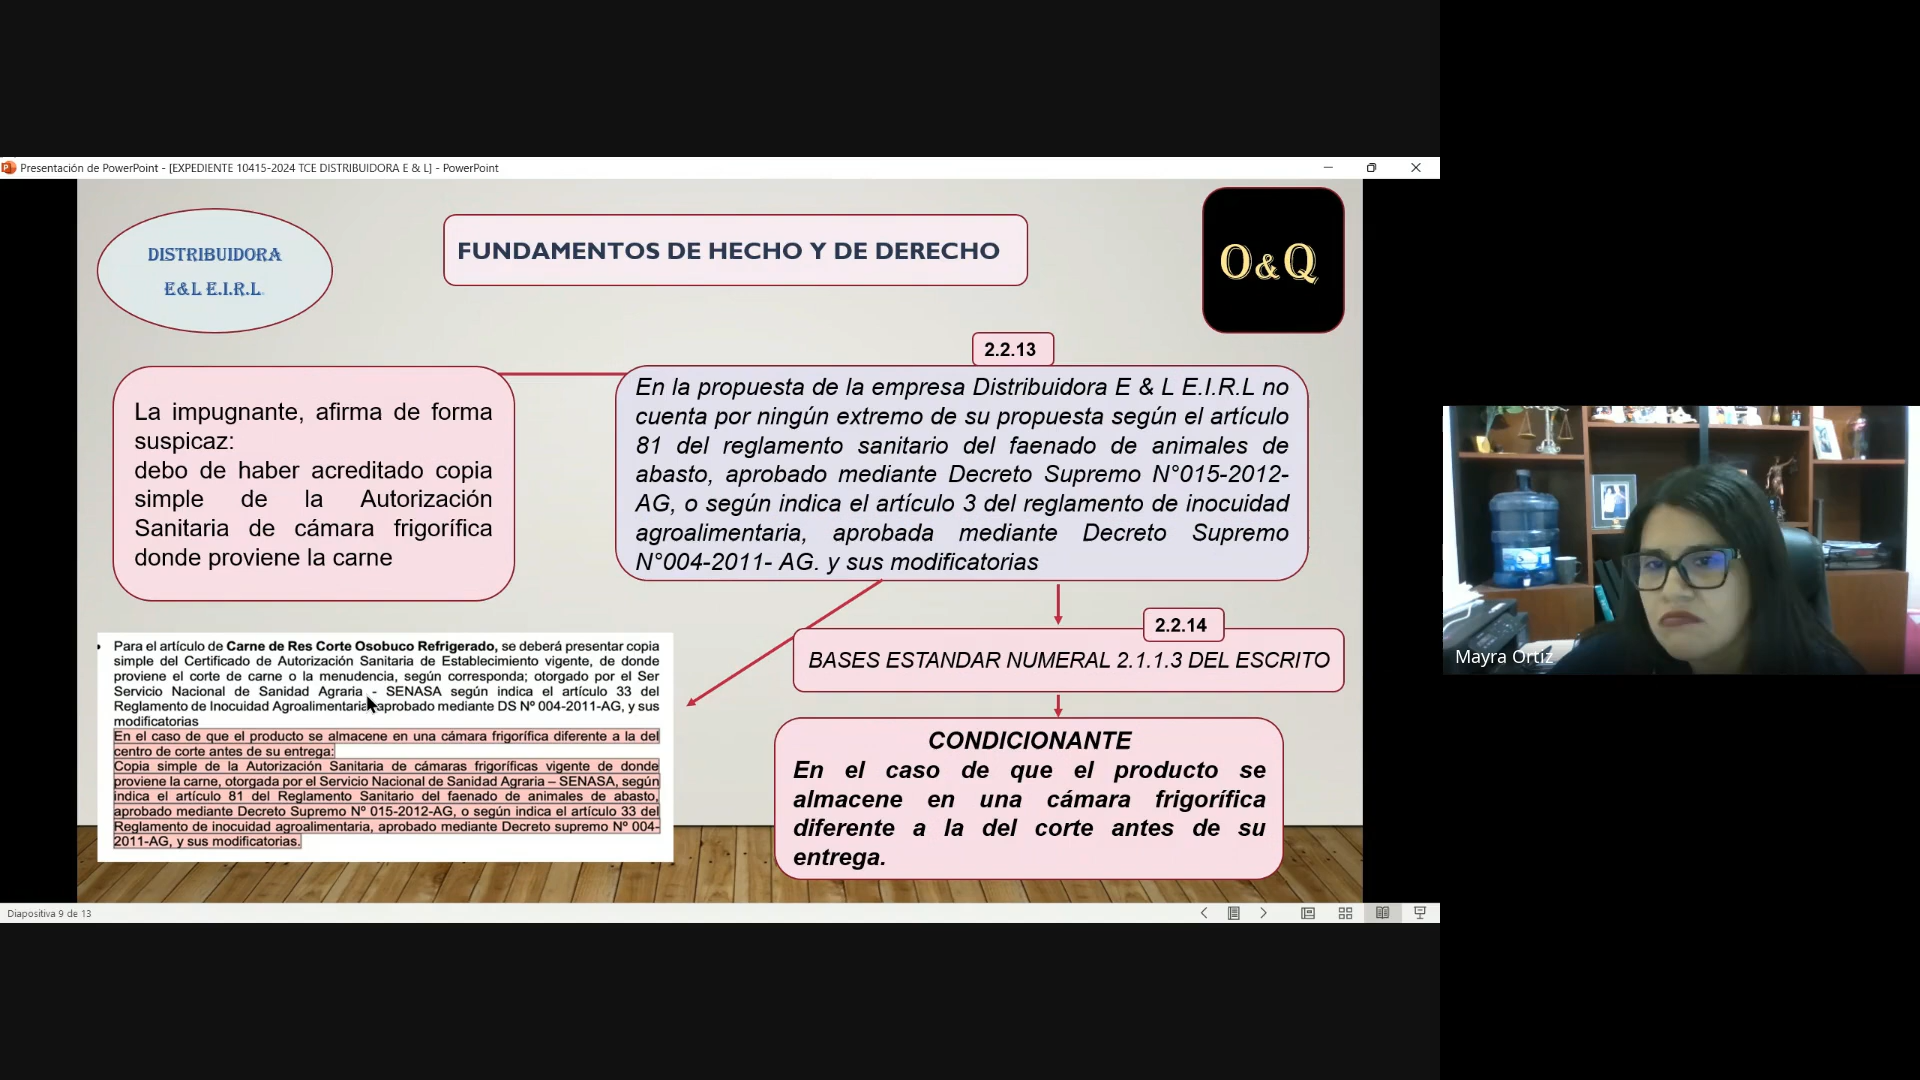 Presentación de PowerPoint - [EXPEDIENTE 10415-2024 TCE DISTRIBUIDORA E & L] - PowerPoint
DISTRIBUIDORA
E&L E.I.R.L.
FUNDAMENTOS DE HECHO Y DE DERECHO
O&Q
La impugnante, afirma de forma
suspicaz:
debo de haber acreditado copia
simple de la Autorización
Sanitaria de cámara frigorífica
donde proviene la carne
2.2.13
En la propuesta de la empresa Distribuidora E & L E.I.R.L no
cuenta por ningún extremo de su propuesta según el artículo
81 del reglamento sanitario del faenado de animales de
abasto, aprobado mediante Decreto Supremo N°015-2012-
AG, o según indica el artículo 3 del reglamento de inocuidad
agroalimentaria, aprobada mediante Decreto Supremo
N°004-2011- AG. y sus modificatorias
2.2.14
BASES ESTANDAR NUMERAL 2.1.1.3 DEL ESCRITO
CONDICIONANTE
En el caso de que el producto se
almacene en una cámara frigorífica
diferente a la del corte antes de su
entrega.
• Para el artículo de Carne de Res Corte Osobuco Refrigerado, se deberá presentar copia
simple del Certificado de Autorización Sanitaria de Establecimiento vigente, de donde
proviene el corte de carne o la menudencia, según corresponda; otorgado por el Ser
Servicio Nacional de Sanidad Agraria - SENASA según indica el artículo 33 del
Reglamento de Inocuidad Agroalimentaria aprobado mediante DS Nº 004-2011-AG, y sus
modificatorias
En el caso de que el producto se almacene en una cámara frigorífica diferente a la del
centro de corte antes de su entrega:
Copia simple de la Autorización Sanitaria de cámaras frigoríficas vigente de donde
proviene la carne, otorgada por el Servicio Nacional de Sanidad Agraria – SENASA, según
indica el artículo 81 del Reglamento Sanitario del faenado de animales de abasto,
aprobado mediante Decreto Supremo Nº 015-2012-AG, o según indica el artículo 33 del
Reglamento de inocuidad agroalimentaria, aprobado mediante Decreto supremo Nº 004-
2011-AG, y sus modificatorias.
Diapositiva 9 de 13
Mayra Ortiz